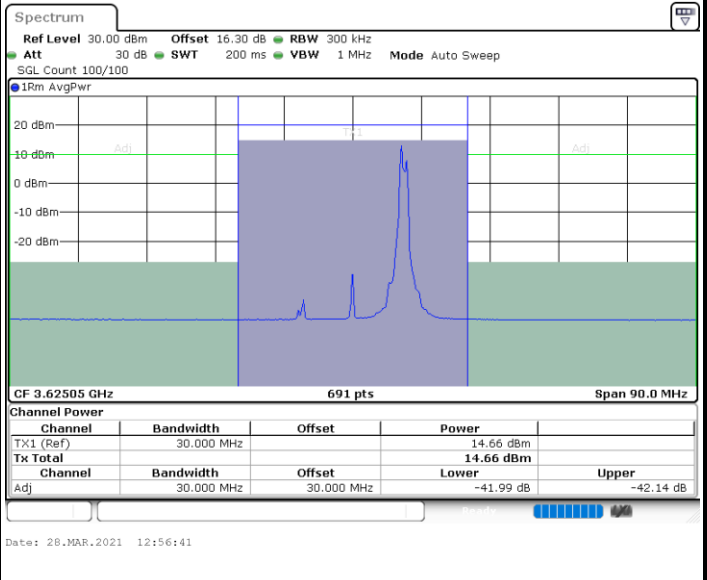 Spectrum
Ref Level 30.00 dBm Offset 16.30 dB RBW 300 kHz
Att 30 dB SWT 200 ms VBW 1 MHz Mode Auto Sweep
SGL Count 100/100
1Rm AvgPwr
20 dBm
TX1
Adj Adj
10 dBm
0 dBm
-10 dBm
-20 dBm
CF 3.62505 GHz 691 pts Span 90.0 MHz
Channel Power
Channel Bandwidth Offset Power
TX1 (Ref) 30.000 MHz 14.66 dBm
Tx Total 14.66 dBm
Channel Bandwidth Offset Lower Upper
Adj 30.000 MHz 30.000 MHz -41.99 dB -42.14 dB
Ready
Date: 28.MAR.2021 12:56:41